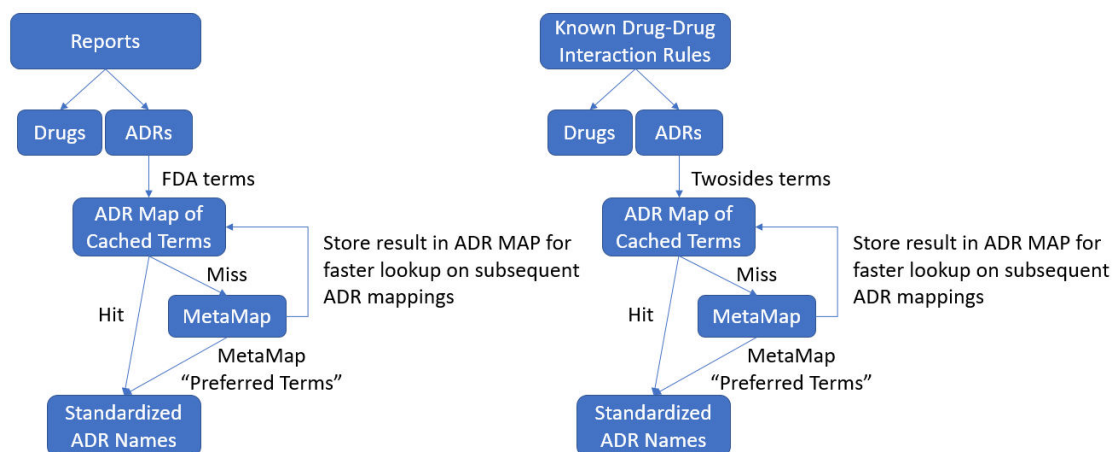 Reports
Drugs
ADRs
FDA terms
ADR Map of
Cached Terms
Store result in ADR MAP for
faster lookup on subsequent
ADR mappings
Miss
Hit
MetaMap
MetaMap
“Preferred Terms”
Standardized
ADR Names
Known Drug-Drug
Interaction Rules
Drugs
ADRs
Twosides terms
ADR Map of
Cached Terms
Store result in ADR MAP for
faster lookup on subsequent
ADR mappings
Miss
Hit
MetaMap
MetaMap
“Preferred Terms”
Standardized
ADR Names